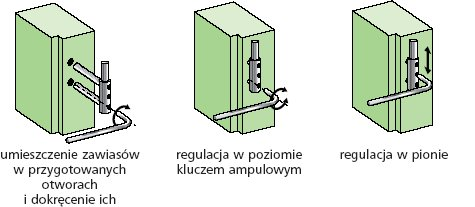 umieszczenie zawiasów
w przygotowanych
otworach
i dokręcenie ich
regulacja w poziomie
kluczem ampulowym
regulacja w pionie